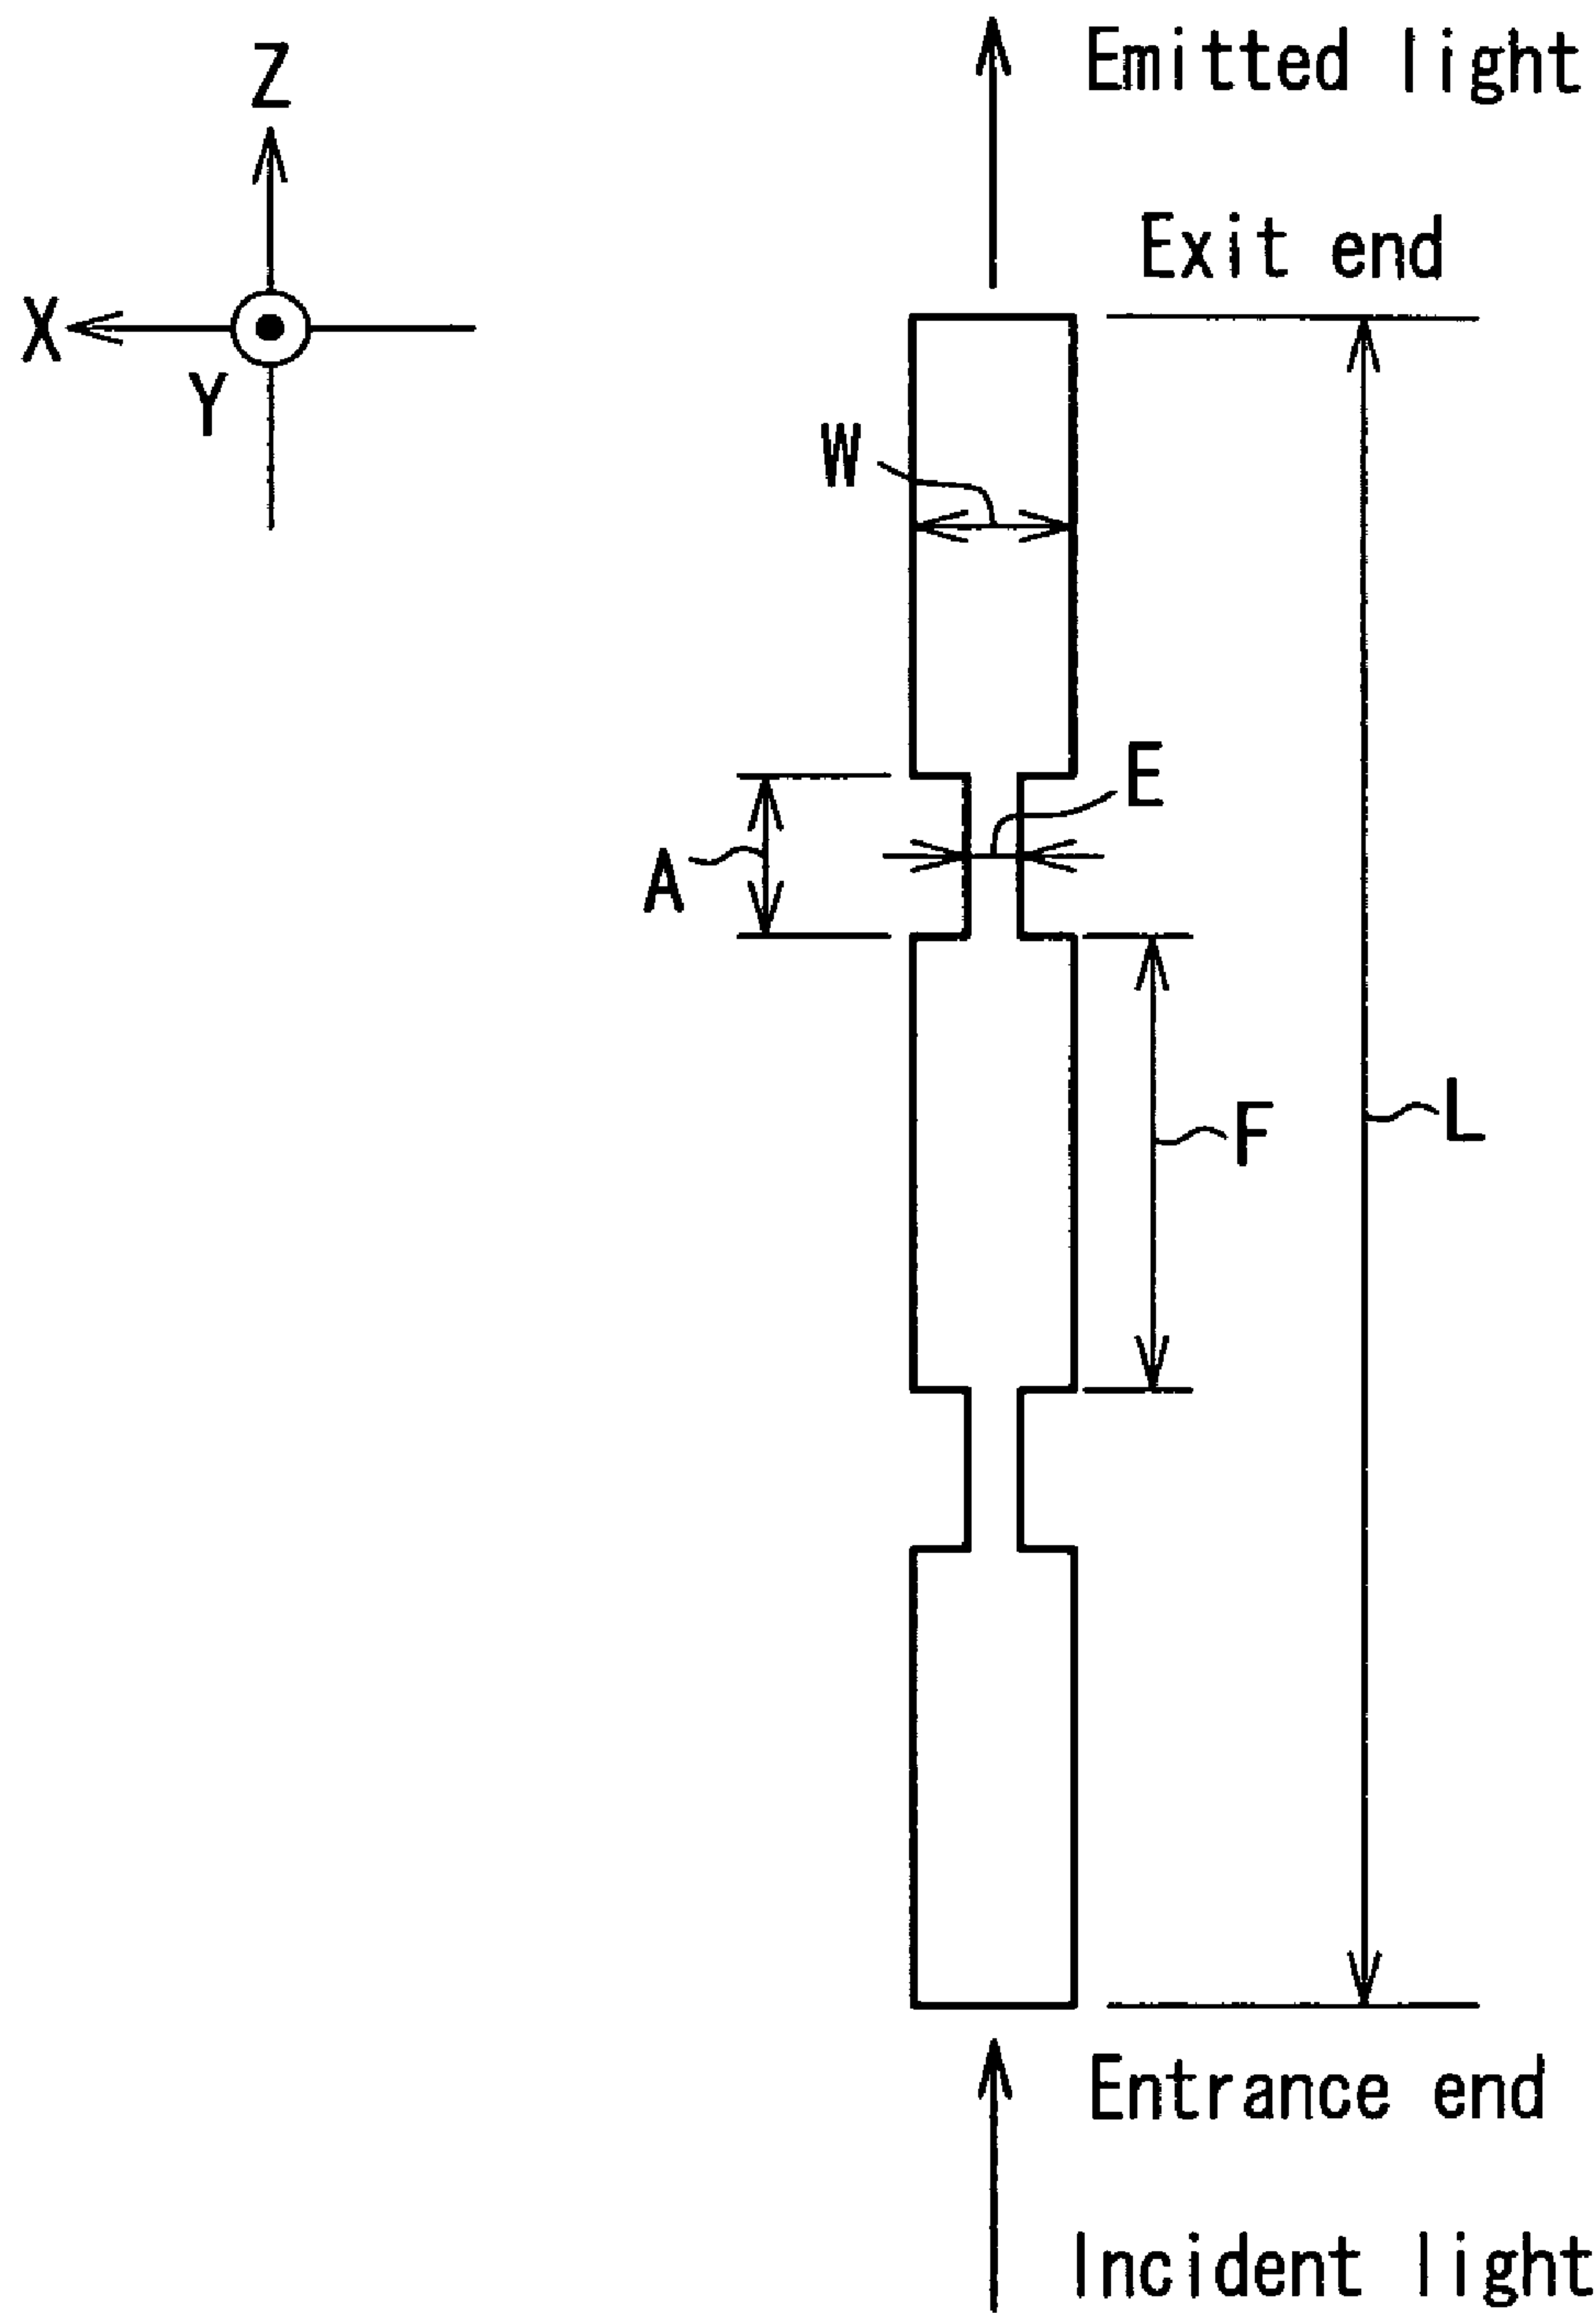 Emitted light
Z
Exit end
X
Y
W
E
A
F
L
Entrance end
Incident light